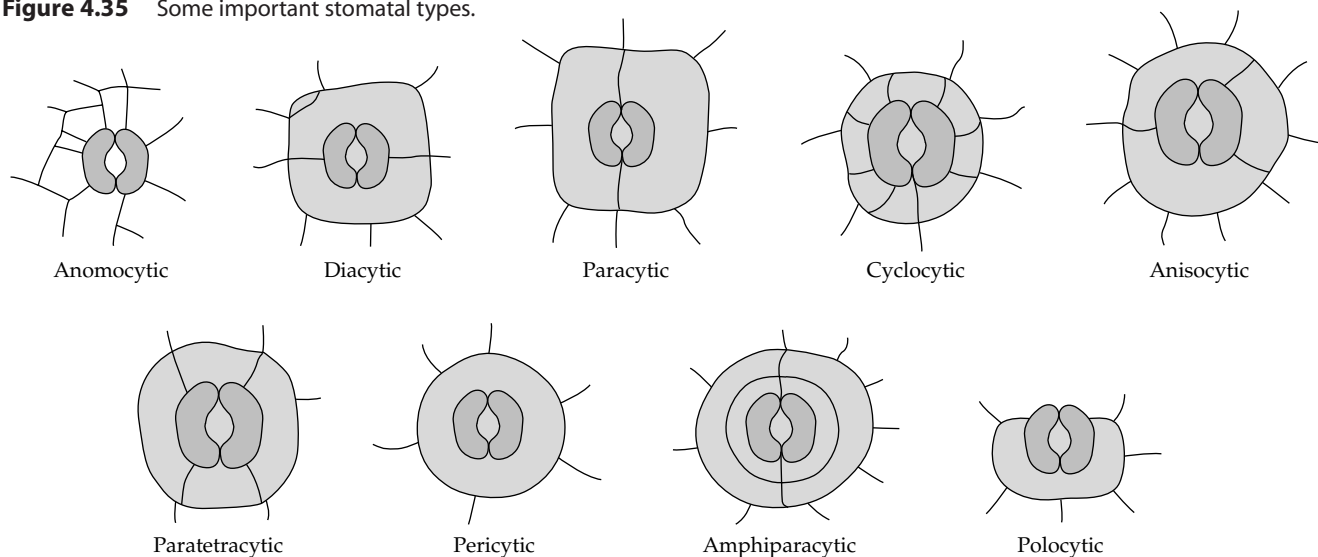 Figure 4.35 Some important stomatal types.
Anomocytic Diacytic Paracytic Cyclocytic Anisocytic
Paratetracytic Pericytic Amphiparacytic Polocytic